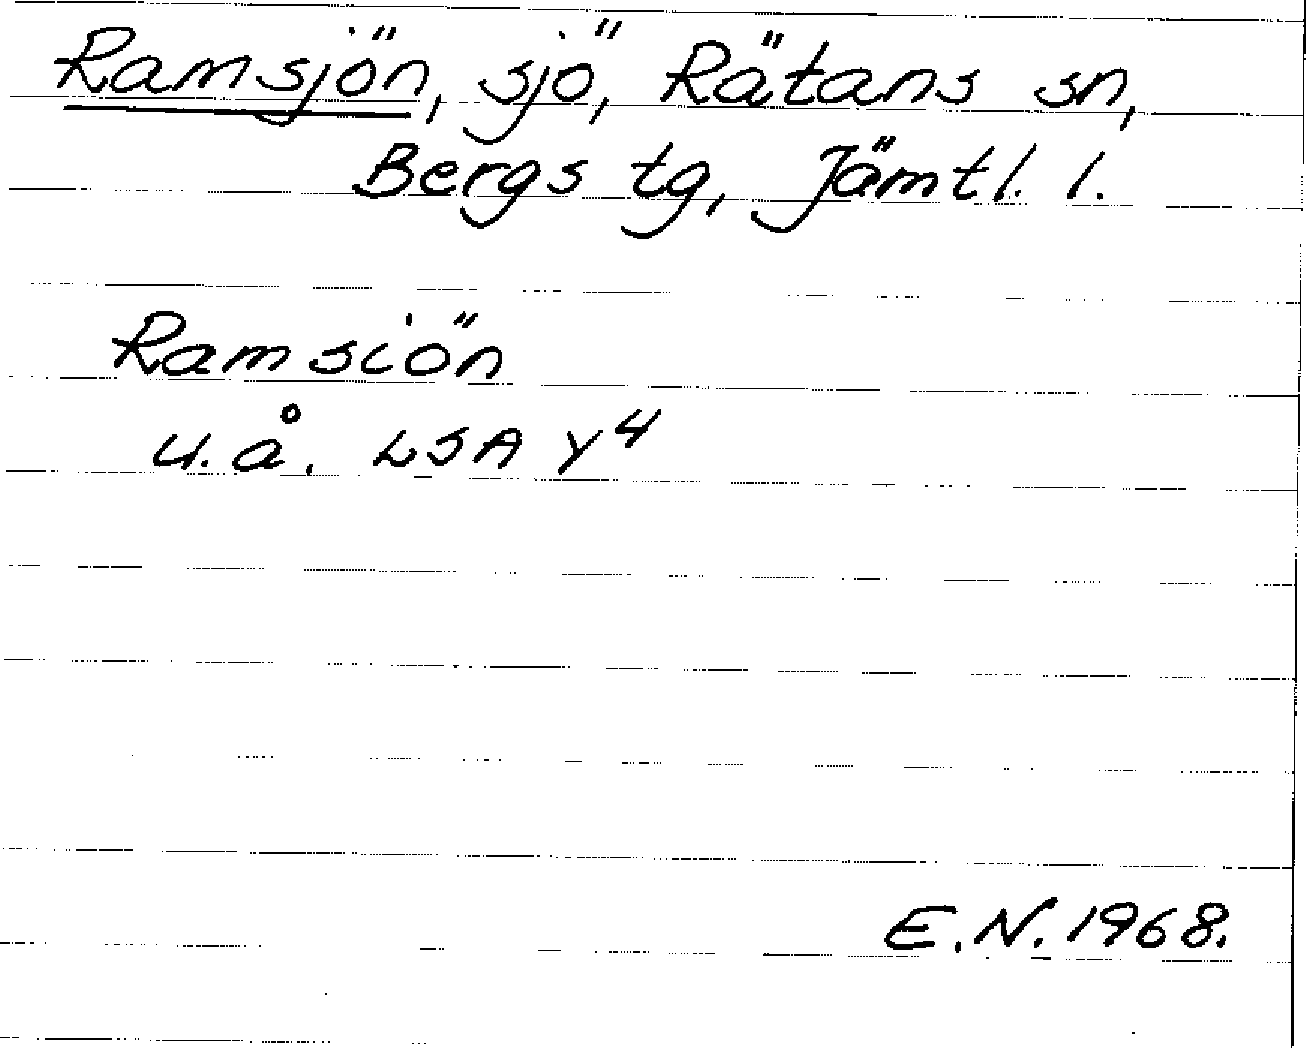 Ramsjön, sjö, Rätans sn,
Bergs tg, Jämtl. l.
Ramsiön
u.å. LSA Y4
E.N. 1968.